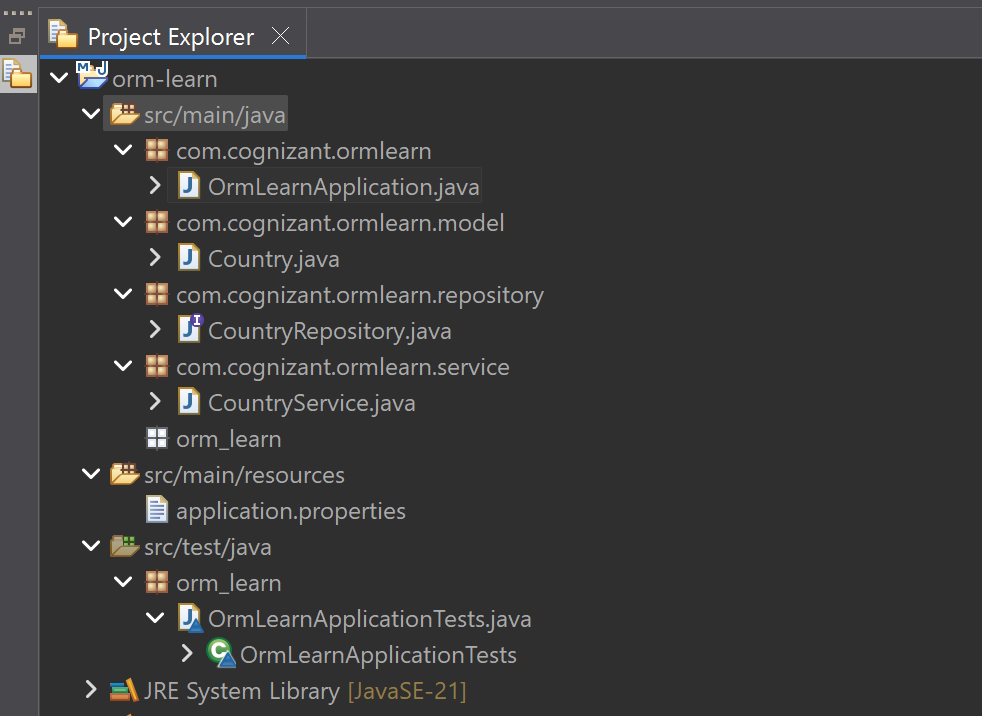 Project Explorer
orm-learn
src/main/java
com.cognizant.ormlearn
OrmLearnApplication.java
com.cognizant.ormlearn.model
Country.java
com.cognizant.ormlearn.repository
CountryRepository.java
com.cognizant.ormlearn.service
CountryService.java
orm_learn
src/main/resources
application.properties
src/test/java
orm_learn
OrmLearnApplicationTests.java
OrmLearnApplicationTests
JRE System Library [JavaSE-21]